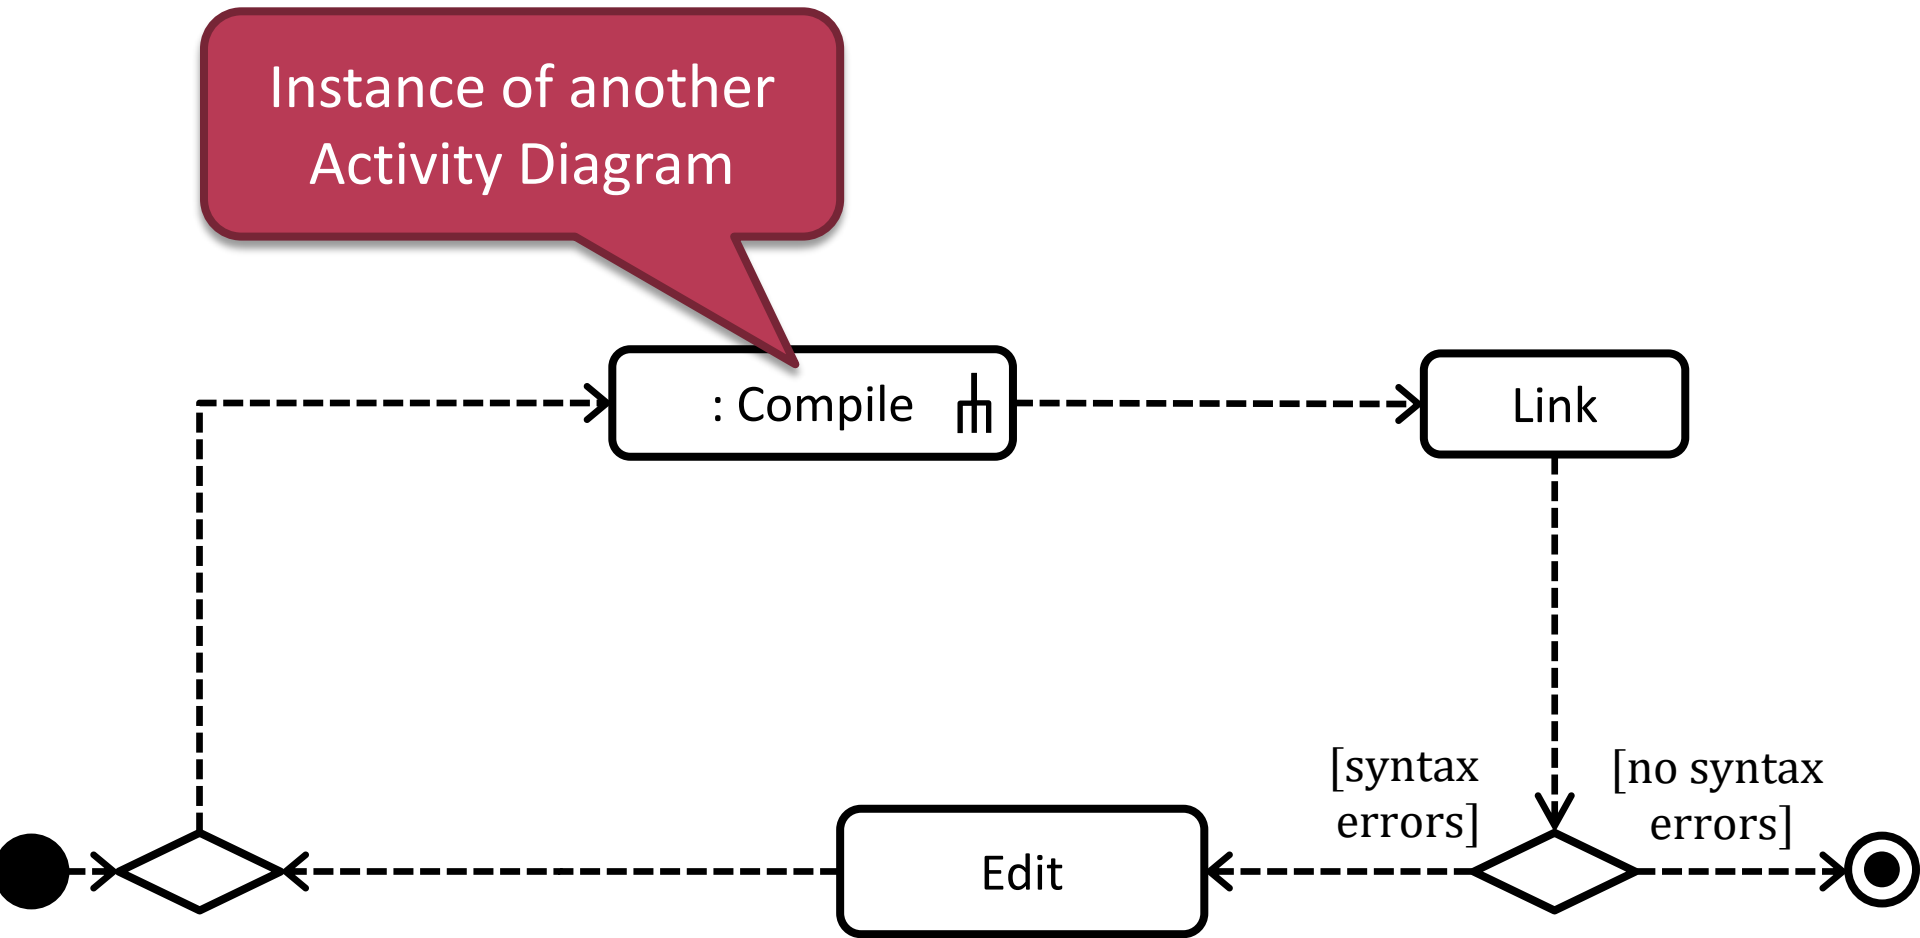 Instance of another
Activity Diagram
: Compile
Link
[syntax
errors]
[no syntax
errors]
Edit